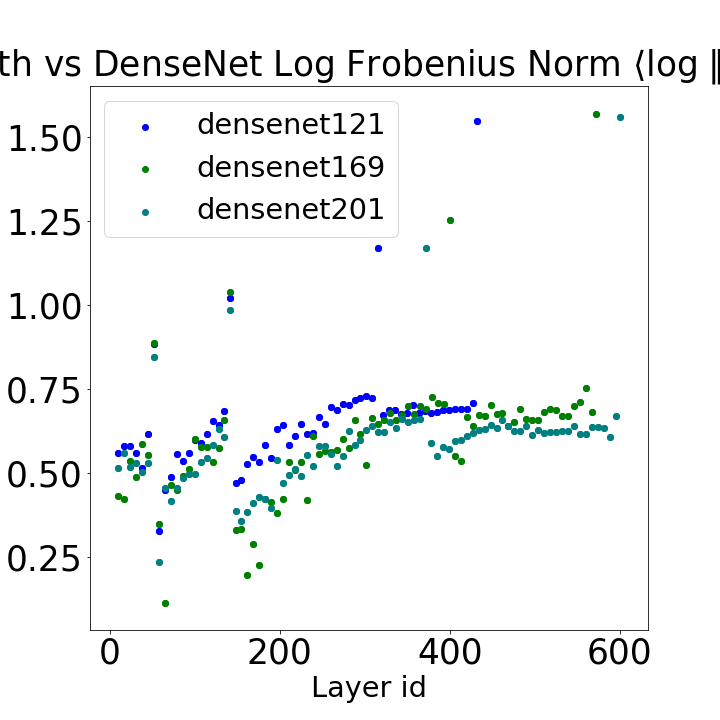 th vs DenseNet Log Frobenius Norm ⟨log ‖
densenet121
densenet169
densenet201
1.50
1.25
1.00
0.75
0.50
0.25
0 200 400 600
Layer id